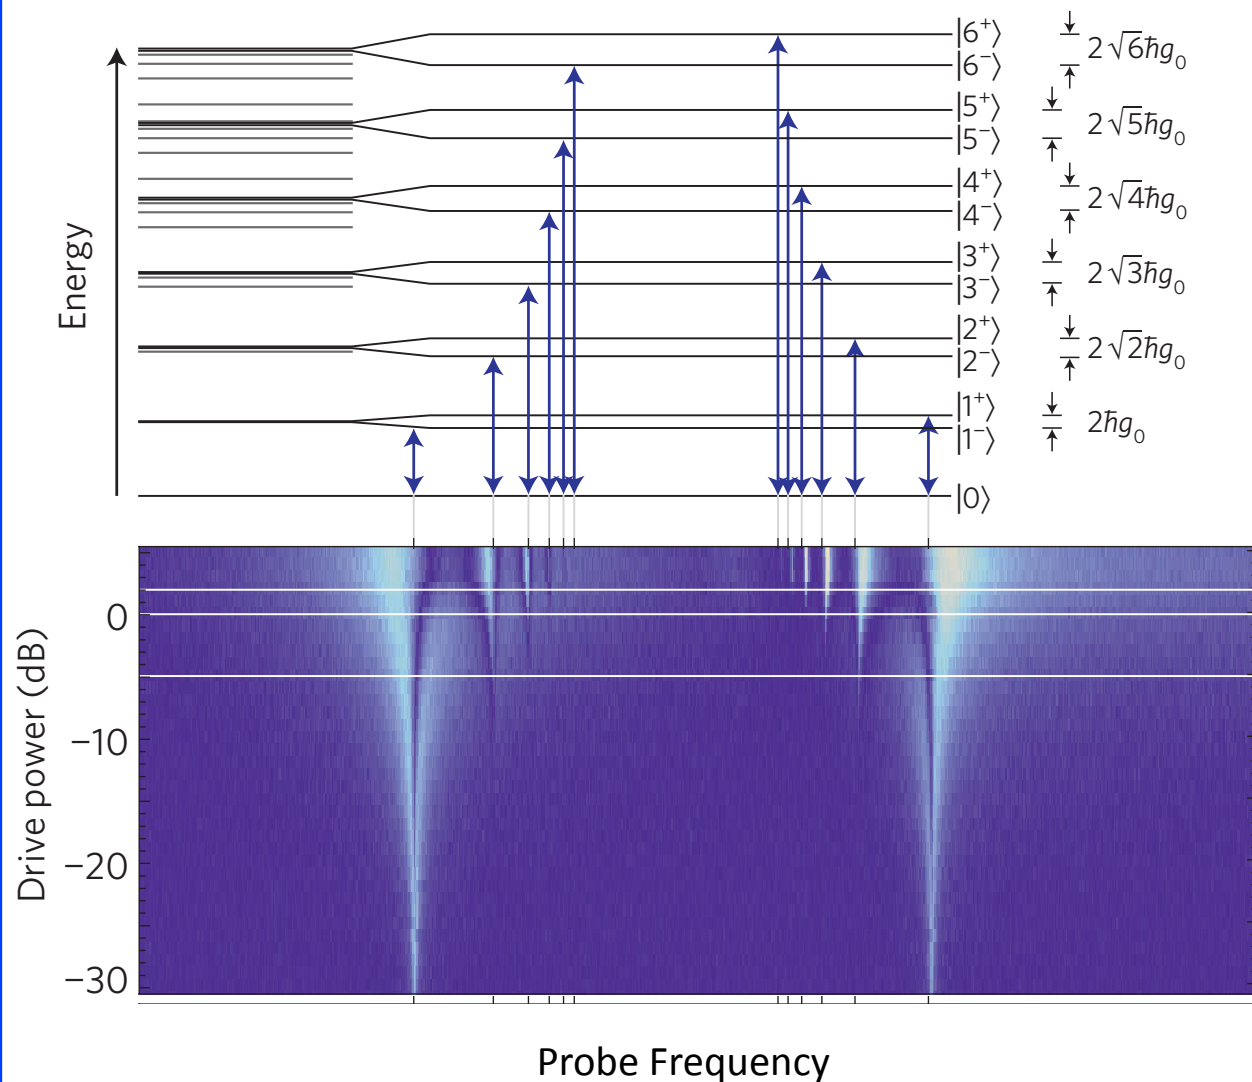 |6⁺⟩
2√6ħg₀
|6⁻⟩
|5⁺⟩
2√5ħg₀
|5⁻⟩
|4⁺⟩
2√4ħg₀
|4⁻⟩
|3⁺⟩
2√3ħg₀
|3⁻⟩
|2⁺⟩
2√2ħg₀
|2⁻⟩
|1⁺⟩
2ħg₀
|1⁻⟩
|0⟩
Energy
0
−10
−20
−30
Drive power (dB)
Probe Frequency